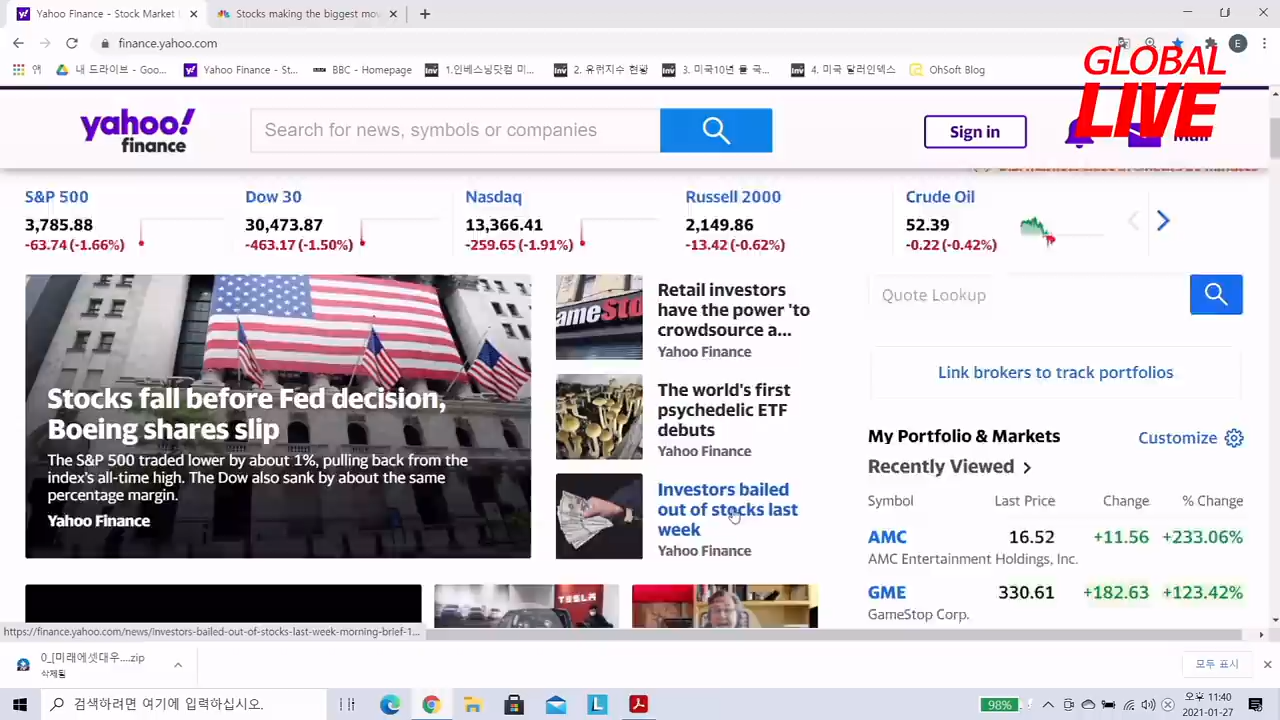 Yahoo Finance - Stock Market
Stocks making the biggest mo
finance.yahoo.com
E
앱
내 드라이브 - Goo...
Yahoo Finance - St...
BBC - Homepage
1.인베스팅닷컴 미...
2. 유런지수 현황
3. 미국10년 물 국...
4. 미국 달러인덱스
OhSoft Blog
GLOBAL
LIVE
yahoo!
finance
Search for news, symbols or companies
Sign in
Mail
S&P 500
3,785.88
-63.74 (-1.66%)
Dow 30
30,473.87
-463.17 (-1.50%)
Nasdaq
13,366.41
-259.65 (-1.91%)
Russell 2000
2,149.86
-13.42 (-0.62%)
Crude Oil
52.39
-0.22 (-0.42%)
Stocks fall before Fed decision,
Boeing shares slip
The S&P 500 traded lower by about 1%, pulling back from the
index's all-time high. The Dow also sank by about the same
percentage margin.
Yahoo Finance
ameSto
Retail investors
have the power 'to
crowdsource a...
Yahoo Finance
The world's first
psychedelic ETF
debuts
Yahoo Finance
Investors bailed
out of stocks last
week
Yahoo Finance
TESLA
Quote Lookup
Link brokers to track portfolios
My Portfolio & Markets
Customize
Recently Viewed
Symbol Last Price Change % Change
AMC 16.52 +11.56 +233.06%
AMC Entertainment Holdings, Inc.
GME 330.61 +182.63 +123.42%
GameStop Corp.
https://finance.yahoo.com/news/investors-bailed-out-of-stocks-last-week-morning-brief-1...
0_[미래에셋대우....zip
삭제됨
모두 표시
검색하려면 여기에 입력하십시오.
98%
오후 11:40
2021-01-27